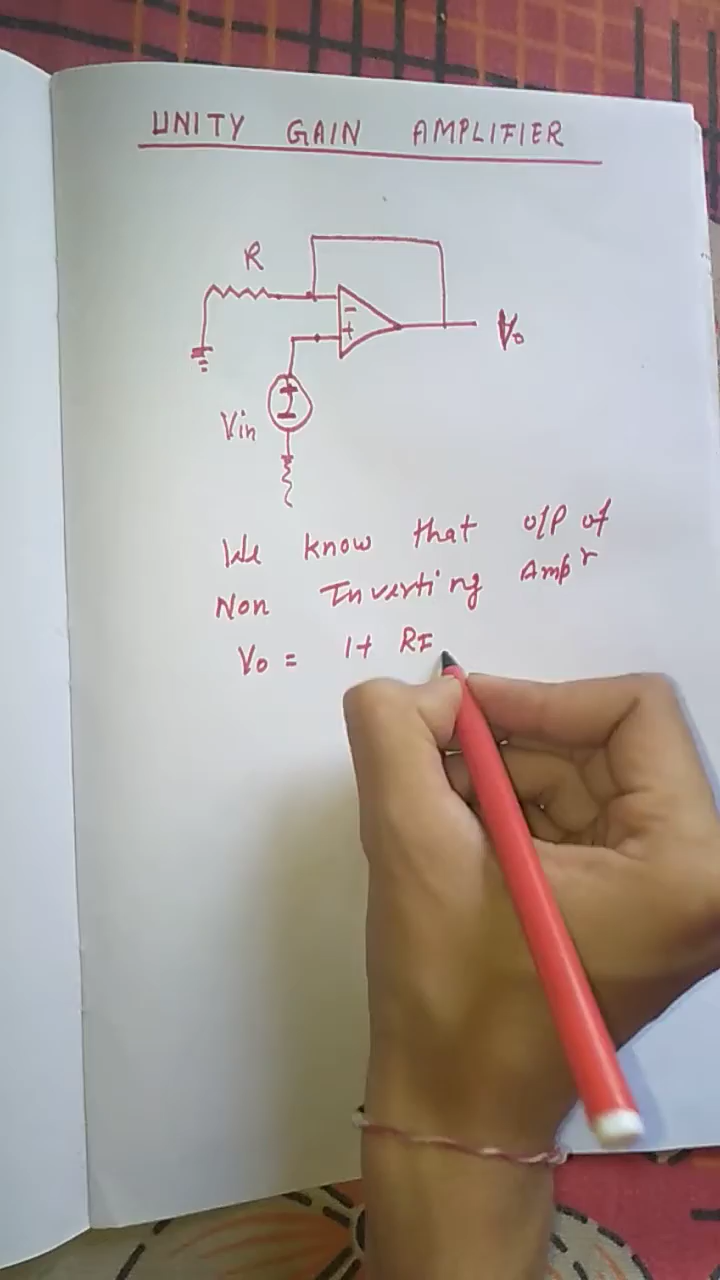 UNITY GAIN AMPLIFIER
R
-
+
Vo
+
-
Vin
We know that o/p of
Non Inverting Ampr
Vo = 1+ RF